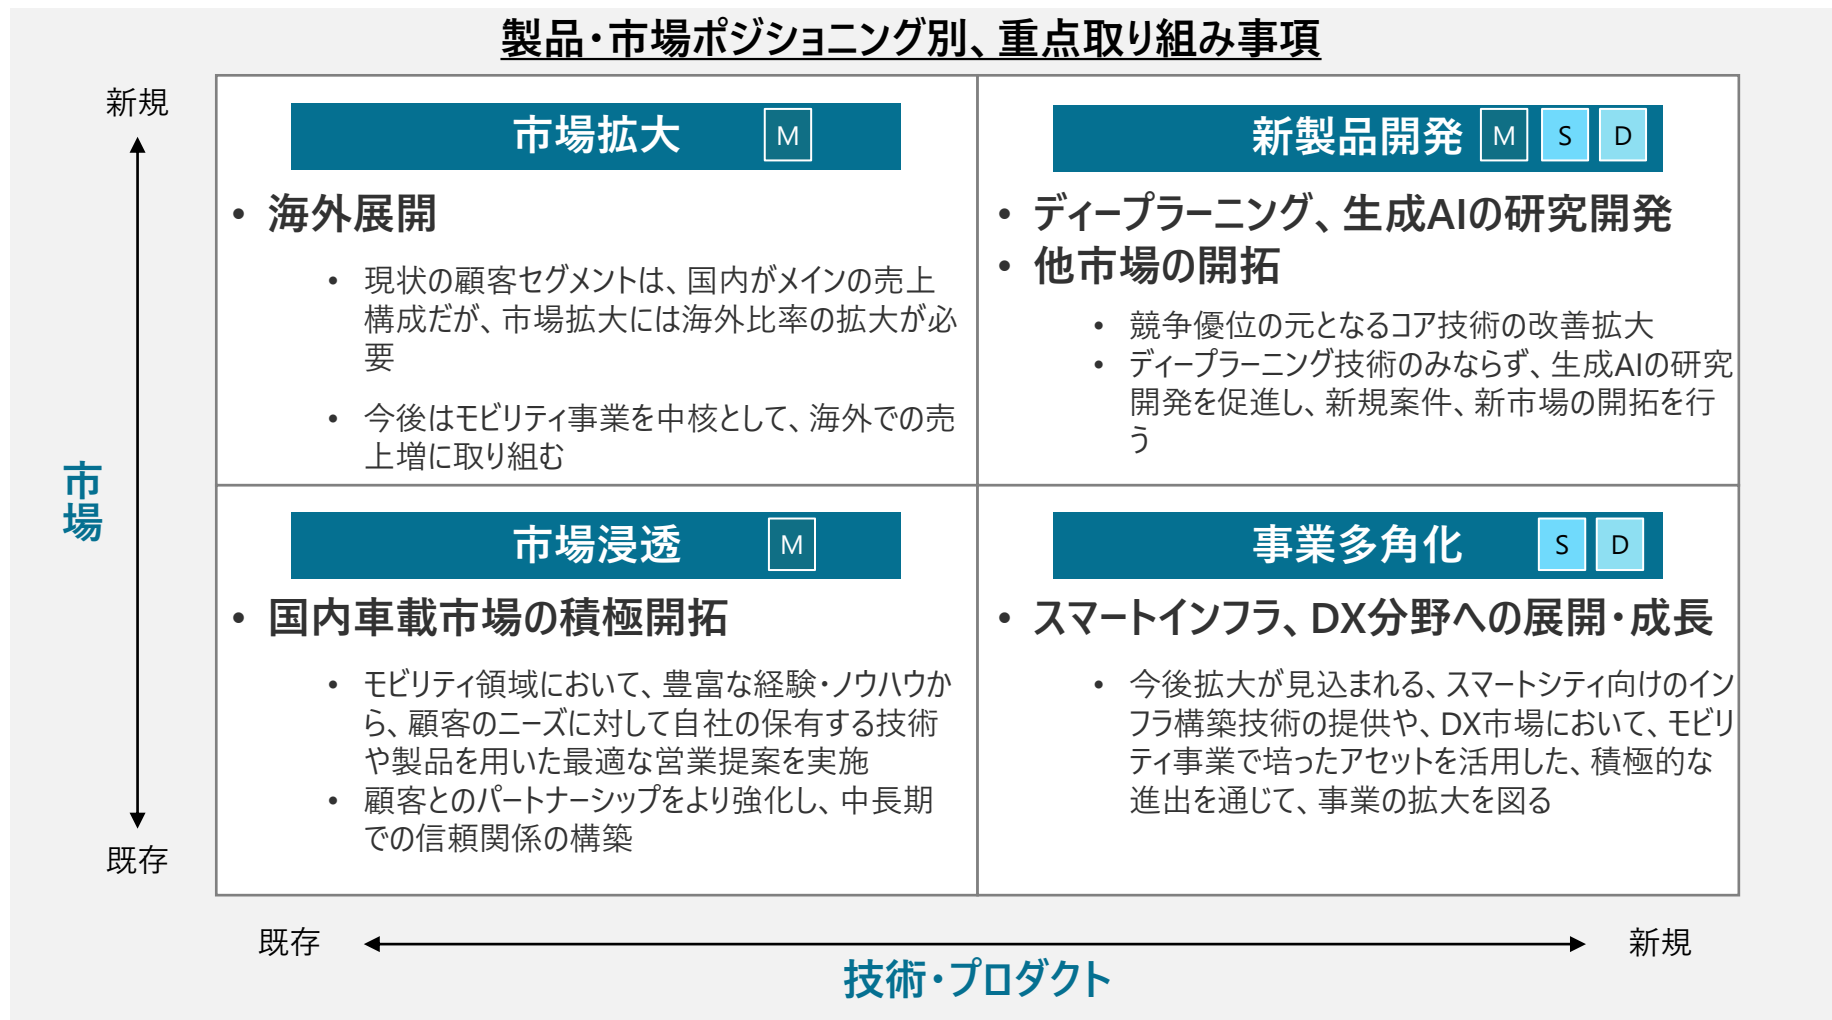 製品・市場ポジショニング別、重点取り組み事項
新規
市場
既存
市場拡大 M
• 海外展開
• 現状の顧客セグメントは、国内がメインの売上
構成だが、市場拡大には海外比率の拡大が必
要
• 今後はモビリティ事業を中核として、海外での売
上増に取り組む
新製品開発 M S D
• ディープラーニング、生成AIの研究開発
• 他市場の開拓
• 競争優位の元となるコア技術の改善拡大
• ディープラーニング技術のみならず、生成AIの研究
開発を促進し、新規案件、新市場の開拓を行
う
市場浸透 M
• 国内車載市場の積極開拓
• モビリティ領域において、豊富な経験・ノウハウか
ら、顧客のニーズに対して自社の保有する技術
や製品を用いた最適な営業提案を実施
• 顧客とのパートナーシップをより強化し、中長期
での信頼関係の構築
事業多角化 S D
• スマートインフラ、DX分野への展開・成長
• 今後拡大が見込まれる、スマートシティ向けのイン
フラ構築技術の提供や、DX市場において、モビリ
ティ事業で培ったアセットを活用した、積極的な
進出を通じて、事業の拡大を図る
既存
新規
技術・プロダクト